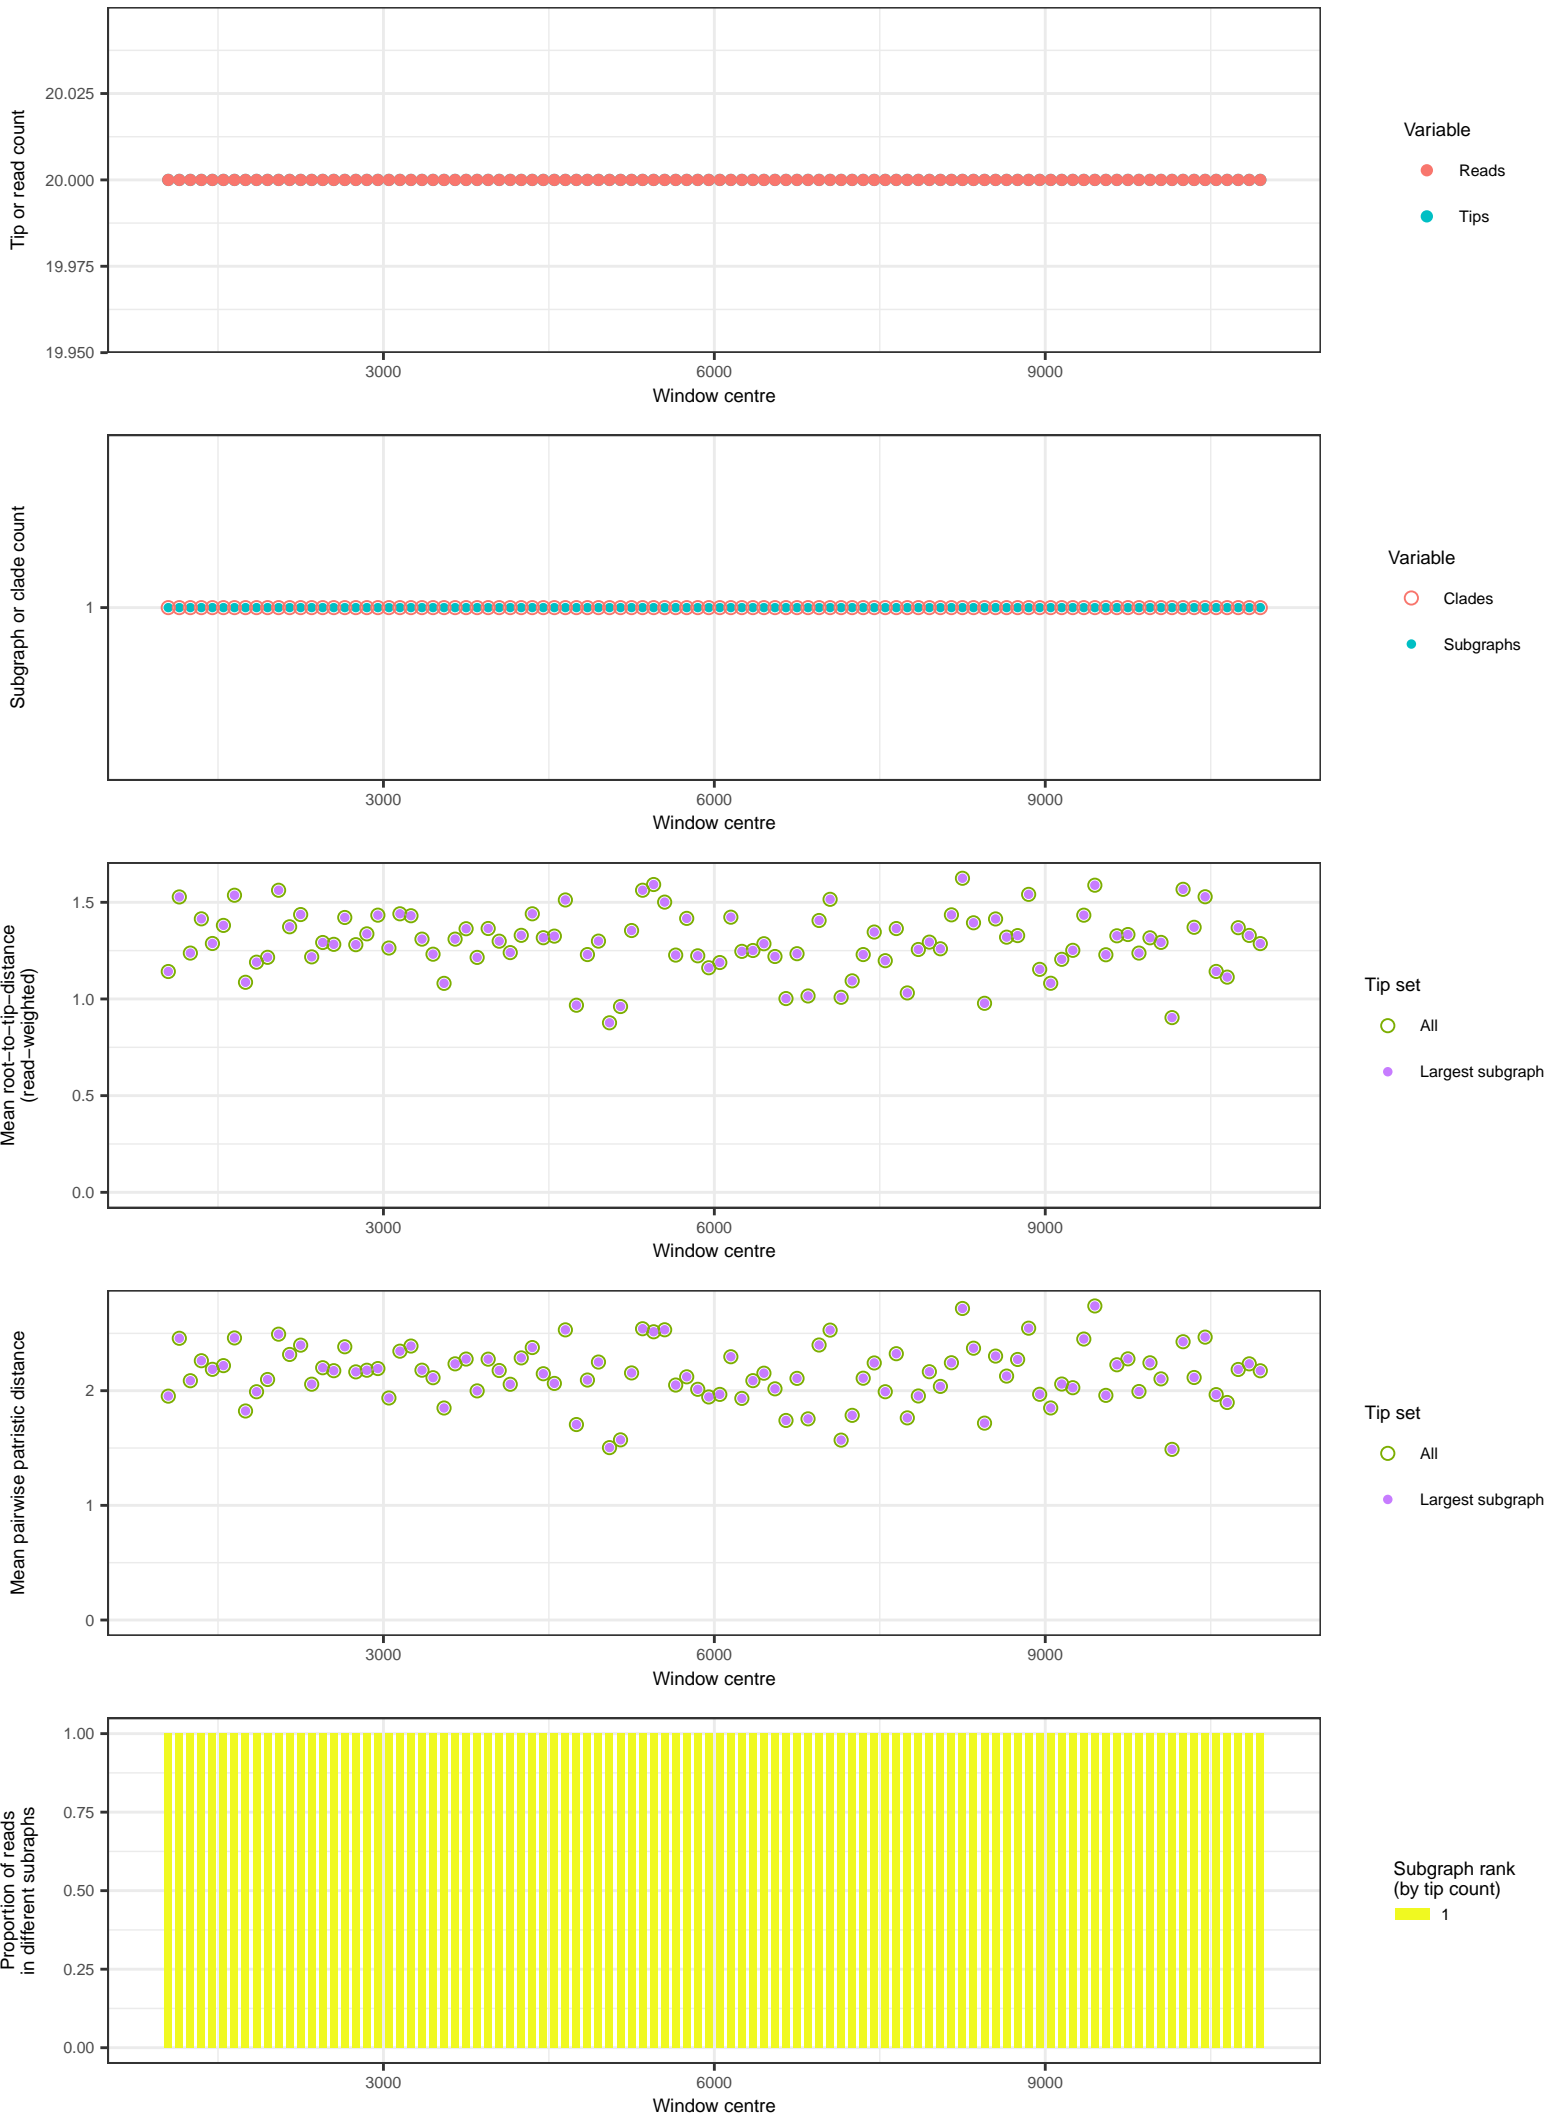 Tip or read count
20.025
20.000
19.975
19.950
3000
6000
9000
Window centre
Variable
Reads
Tips
Subgraph or clade count
1
3000
6000
9000
Window centre
Variable
Clades
Subgraphs
Mean root−to−tip−distance
(read−weighted)
1.5
1.0
0.5
0.0
3000
6000
9000
Window centre
Tip set
All
Largest subgraph
Mean pairwise patristic distance
2
1
0
3000
6000
9000
Window centre
Tip set
All
Largest subgraph
Proportion of reads
in different subraphs
1.00
0.75
0.50
0.25
0.00
3000
6000
9000
Window centre
Subgraph rank
(by tip count)
1